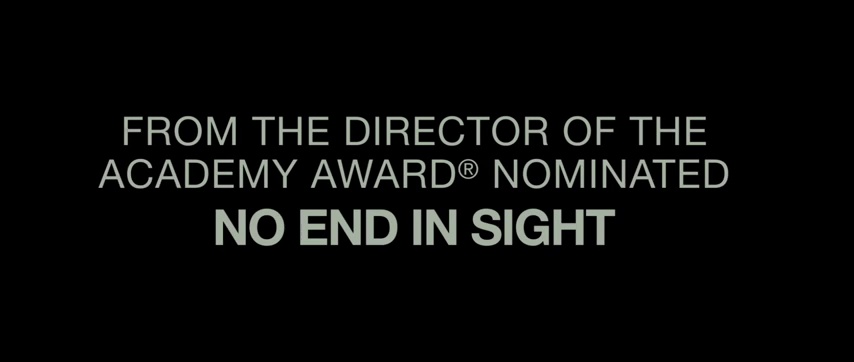 FROM THE DIRECTOR OF THE
ACADEMY AWARD® NOMINATED
NO END IN SIGHT